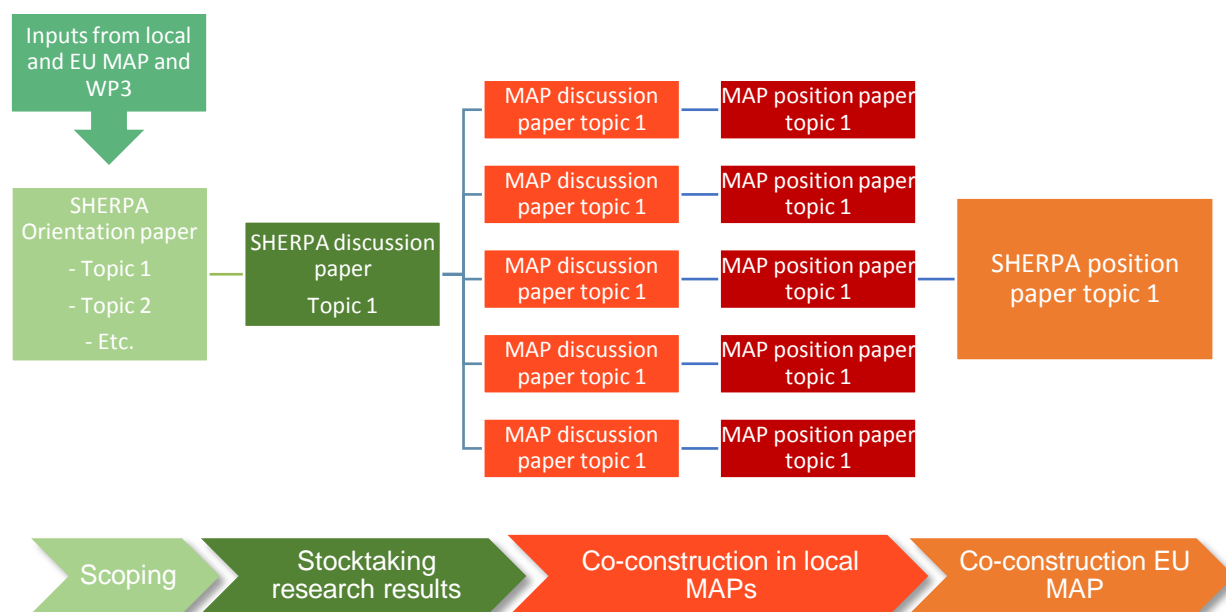 Inputs from local
and EU MAP and
WP3
SHERPA
Orientation paper
- Topic 1
- Topic 2
- Etc.
SHERPA discussion
paper
Topic 1
MAP discussion
paper topic 1
MAP position paper
topic 1
MAP discussion
paper topic 1
MAP position paper
topic 1
MAP discussion
paper topic 1
MAP position paper
topic 1
MAP discussion
paper topic 1
MAP position paper
topic 1
MAP discussion
paper topic 1
MAP position paper
topic 1
SHERPA position
paper topic 1
Scoping
Stocktaking
research results
Co-construction in local
MAPs
Co-construction EU
MAP